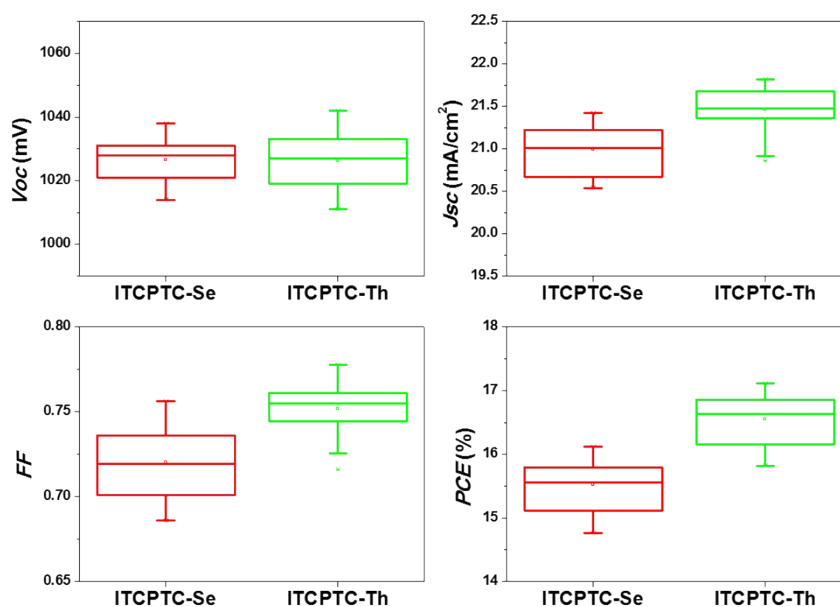 1060
1040
1020
1000
Voc (mV)
ITCPTC-Se ITCPTC-Th
22.5
22.0
21.5
21.0
20.5
20.0
19.5
Jsc (mA/cm²)
ITCPTC-Se ITCPTC-Th
0.80
0.75
0.70
0.65
FF
ITCPTC-Se ITCPTC-Th
18
17
16
15
14
PCE (%)
ITCPTC-Se ITCPTC-Th